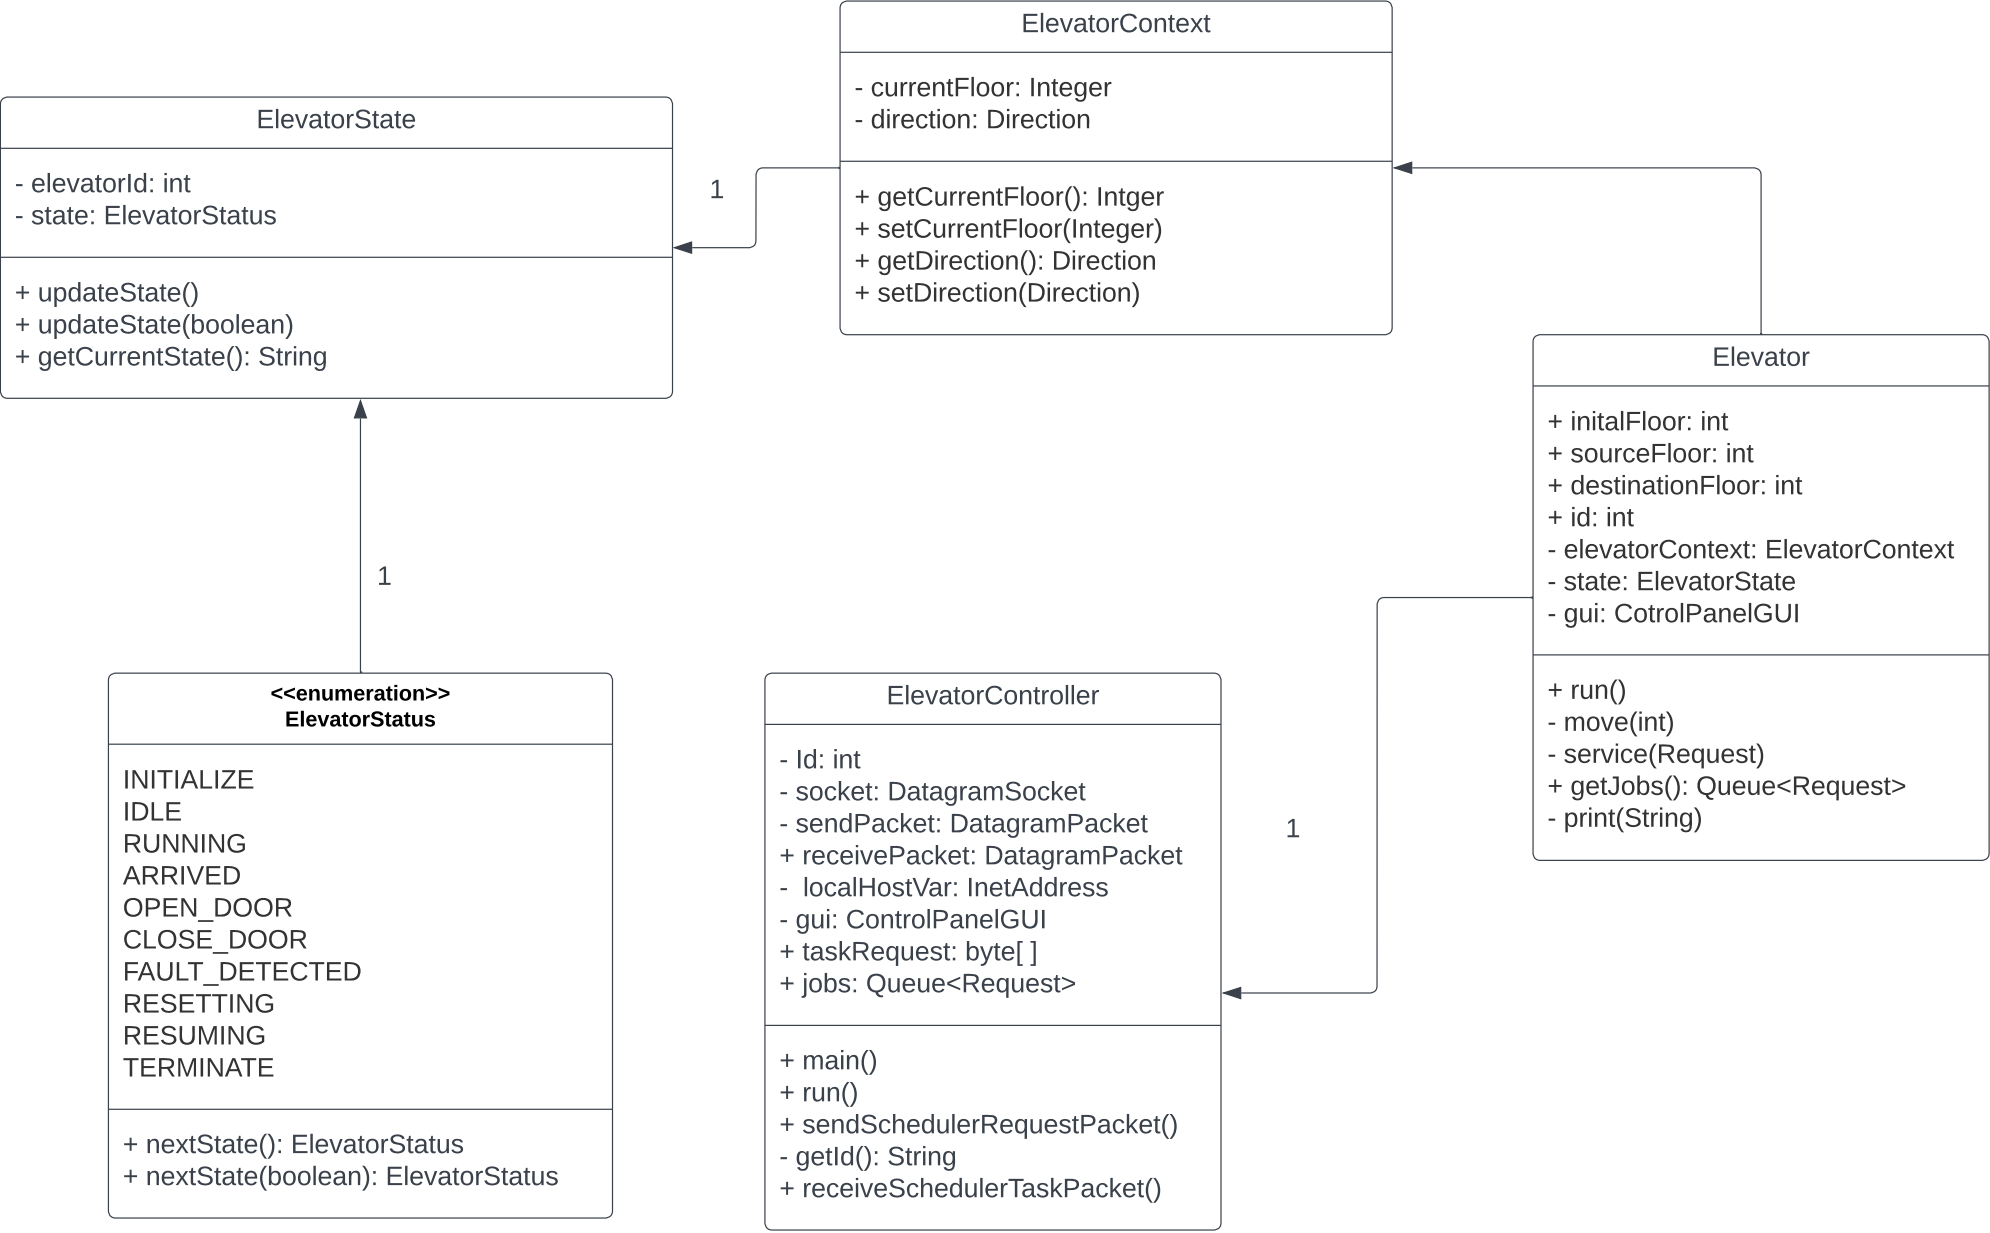 ElevatorContext
- currentFloor: Integer
- direction: Direction
+ getCurrentFloor(): Intger
+ setCurrentFloor(Integer)
+ getDirection(): Direction
+ setDirection(Direction)
ElevatorState
- elevatorId: int
- state: ElevatorStatus
+ updateState()
+ updateState(boolean)
+ getCurrentState(): String
1
1
Elevator
+ initalFloor: int
+ sourceFloor: int
+ destinationFloor: int
+ id: int
- elevatorContext: ElevatorContext
- state: ElevatorState
- gui: CotrolPanelGUI
+ run()
- move(int)
- service(Request)
+ getJobs(): Queue<Request>
- print(String)
<<enumeration>>
ElevatorStatus
INITIALIZE
IDLE
RUNNING
ARRIVED
OPEN_DOOR
CLOSE_DOOR
FAULT_DETECTED
RESETTING
RESUMING
TERMINATE
+ nextState(): ElevatorStatus
+ nextState(boolean): ElevatorStatus
ElevatorController
- Id: int
- socket: DatagramSocket
- sendPacket: DatagramPacket
+ receivePacket: DatagramPacket
-  localHostVar: InetAddress
- gui: ControlPanelGUI
+ taskRequest: byte[ ]
+ jobs: Queue<Request>
+ main()
+ run()
+ sendSchedulerRequestPacket()
- getId(): String
+ receiveSchedulerTaskPacket()
1